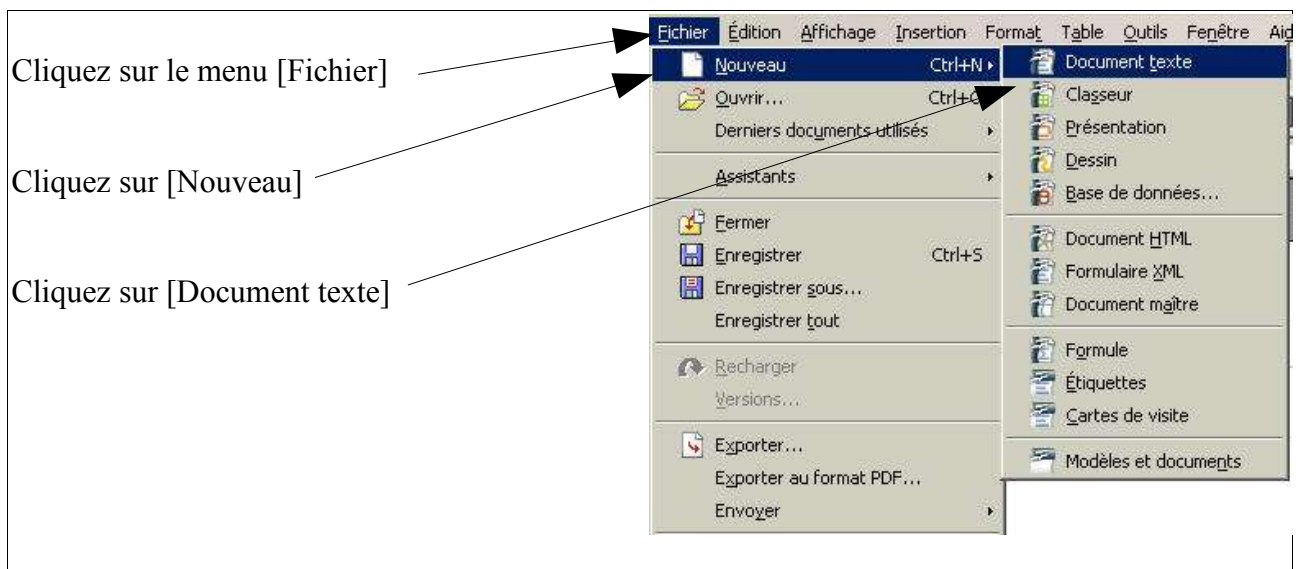 Cliquez sur le menu [Fichier]
Cliquez sur [Nouveau]
Cliquez sur [Document texte]
Fichier Édition Affichage Insertion Format Table Outils Fenêtre
Nouveau Ctrl+N
Ouvrir...
Derniers documents utilisés
Assistants
Fermer
Enregistrer Ctrl+S
Enregistrer sous...
Enregistrer tout
Recharger
Versions...
Exporter...
Exporter au format PDF...
Envoyer
Document texte
Classeur
Présentation
Dessin
Base de données...
Document HTML
Formulaire XML
Document maître
Formule
Étiquettes
Cartes de visite
Modèles et documents